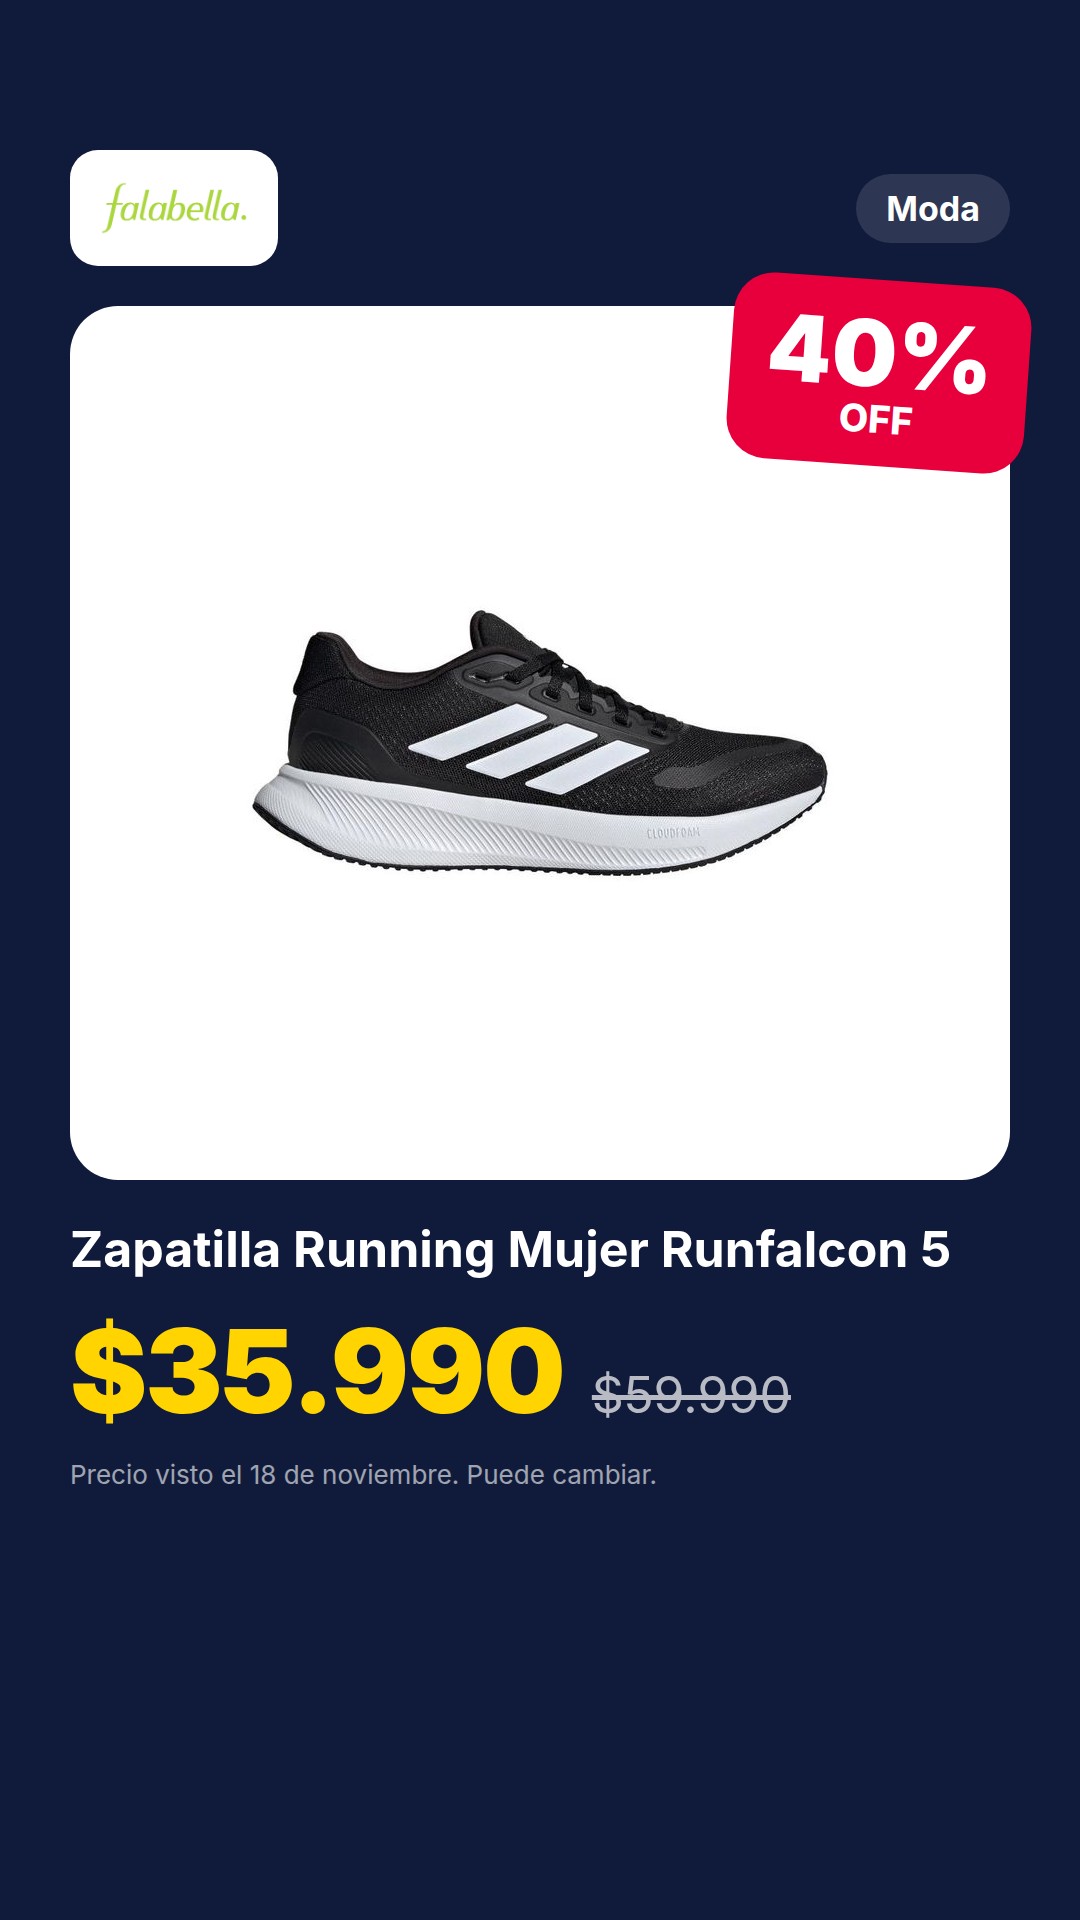 falabella.
Moda
40%
OFF
CLOUDFOAM
Zapatilla Running Mujer Runfalcon 5
$35.990 $59.990
Precio visto el 18 de noviembre. Puede cambiar.